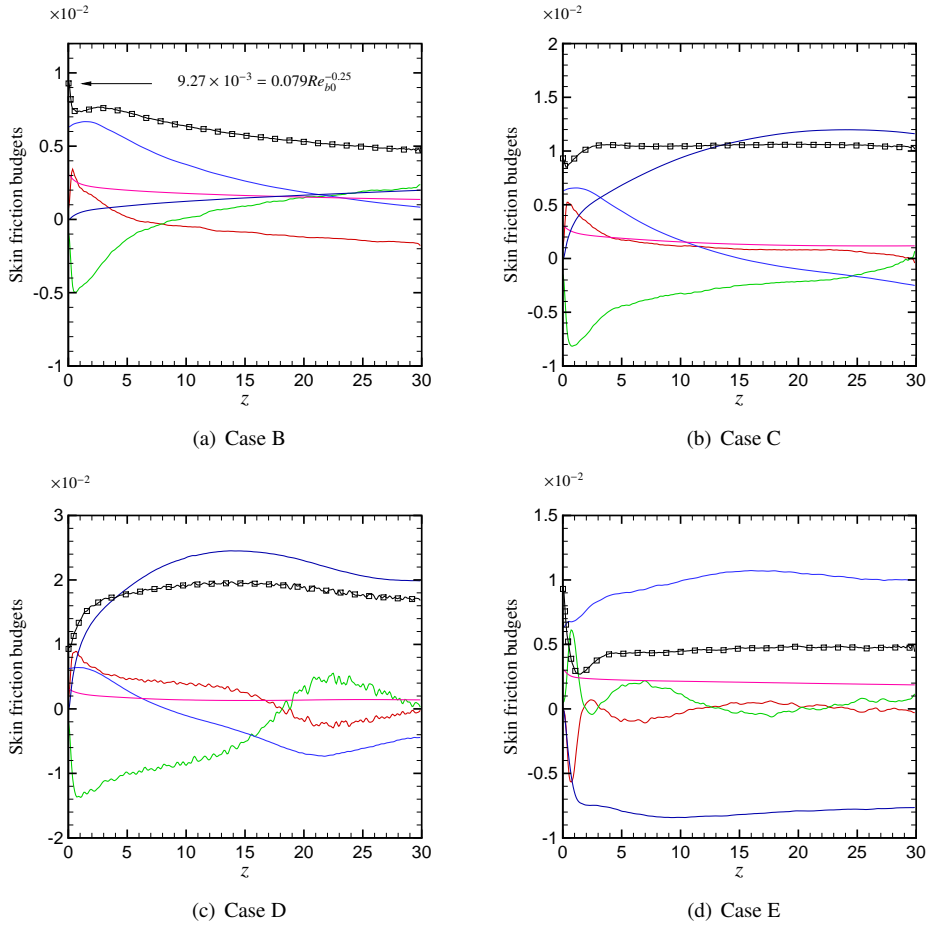 ×10⁻²
Skin friction budgets
9.27 × 10⁻³ = 0.079Re_{b0}^{-0.25}
1
0.5
0
-0.5
-1
0 5 10 15 20 25 30
z
(a) Case B
×10⁻²
Skin friction budgets
2
1.5
1
0.5
0
-0.5
-1
0 5 10 15 20 25 30
z
(b) Case C
×10⁻²
Skin friction budgets
3
2
1
0
-1
-2
0 5 10 15 20 25 30
z
(c) Case D
×10⁻²
Skin friction budgets
1.5
1
0.5
0
-0.5
-1
0 5 10 15 20 25 30
z
(d) Case E